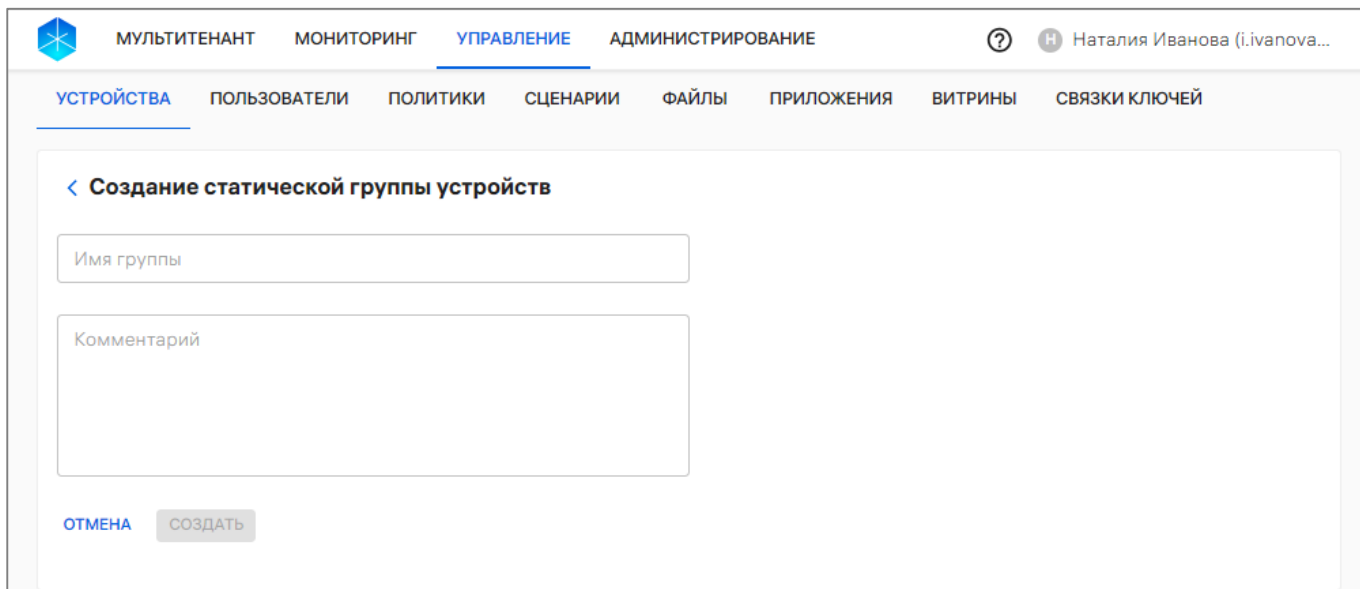 МУЛЬТИТЕНАНТ МОНИТОРИНГ УПРАВЛЕНИЕ АДМИНИСТРИРОВАНИЕ ? Н Наталия Иванова (i.ivanova...
УСТРОЙСТВА ПОЛЬЗОВАТЕЛИ ПОЛИТИКИ СЦЕНАРИИ ФАЙЛЫ ПРИЛОЖЕНИЯ ВИТРИНЫ СВЯЗКИ КЛЮЧЕЙ
Создание статической группы устройств
Имя группы
Комментарий
ОТМЕНА СОЗДАТЬ